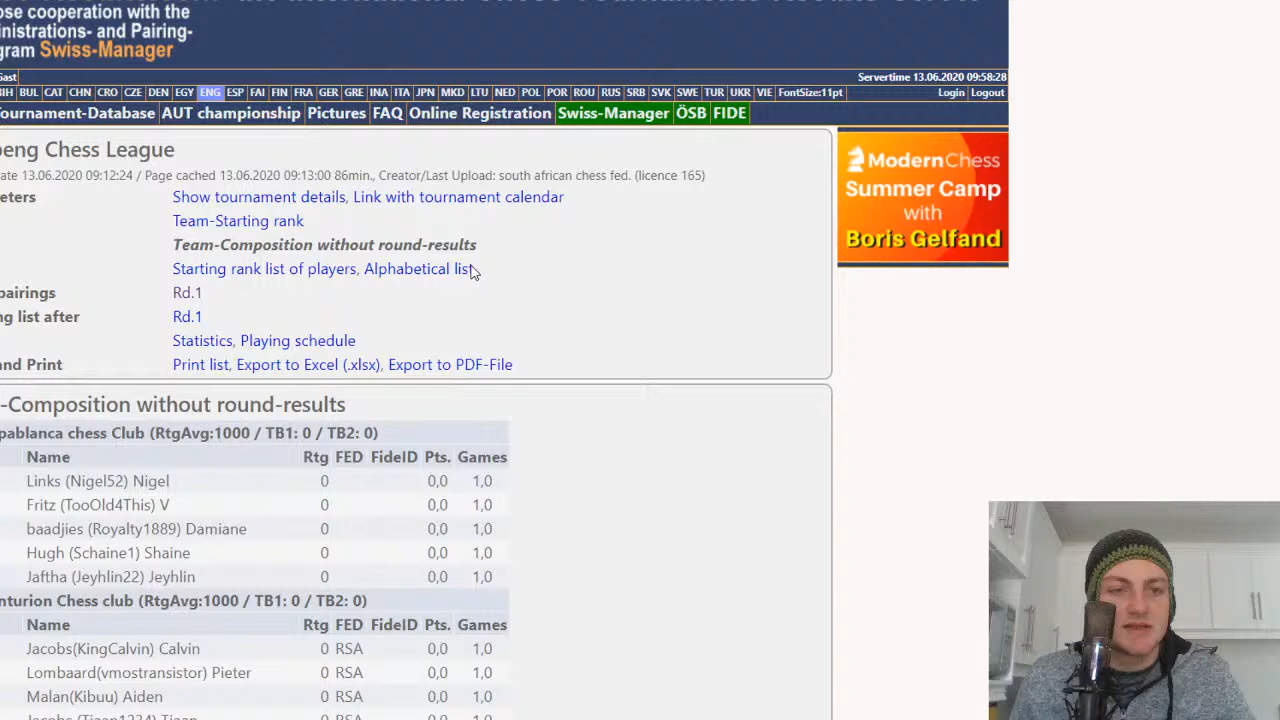 ose cooperation with the
inistrations- and Pairing-
gram Swiss-Manager
Gast
Servertime 13.06.2020 09:58:28
BIH BUL CAT CHN CRO CZE DEN EGY ENG ESP FAI FIN FRA GER GRE INA ITA JPN MKD LTU NED POL POR ROU RUS SRB SVK SWE TUR UKR VIE FontSize:11pt
Login Logout
Tournament-Database AUT championship Pictures FAQ Online Registration Swiss-Manager ÖSB FIDE
peng Chess League
ate 13.06.2020 09:12:24 / Page cached 13.06.2020 09:13:00 86min., Creator/Last Upload: south african chess fed. (licence 165)
eters Show tournament details, Link with tournament calendar
Team-Starting rank
Team-Composition without round-results
Starting rank list of players, Alphabetical list
pairings Rd.1
ng list after Rd.1
Statistics, Playing schedule
and Print Print list, Export to Excel (.xlsx), Export to PDF-File
ModernChess
Summer Camp
with
Boris Gelfand
-Composition without round-results
pablanca chess Club (RtgAvg:1000 / TB1: 0 / TB2: 0)
Name Rtg FED FideID Pts. Games
Links (Nigel52) Nigel 0 0,0 1,0
Fritz (TooOld4This) V 0 0,0 1,0
baadjies (Royalty1889) Damiane 0 0,0 1,0
Hugh (Schaine1) Shaine 0 0,0 1,0
Jaftha (Jeyhlin22) Jeyhlin 0 0,0 1,0
nturion Chess club (RtgAvg:1000 / TB1: 0 / TB2: 0)
Name Rtg FED FideID Pts. Games
Jacobs(KingCalvin) Calvin 0 RSA 0,0 1,0
Lombaard(vmostransistor) Pieter 0 RSA 0,0 1,0
Malan(Kibuu) Aiden 0 RSA 0,0 1,0